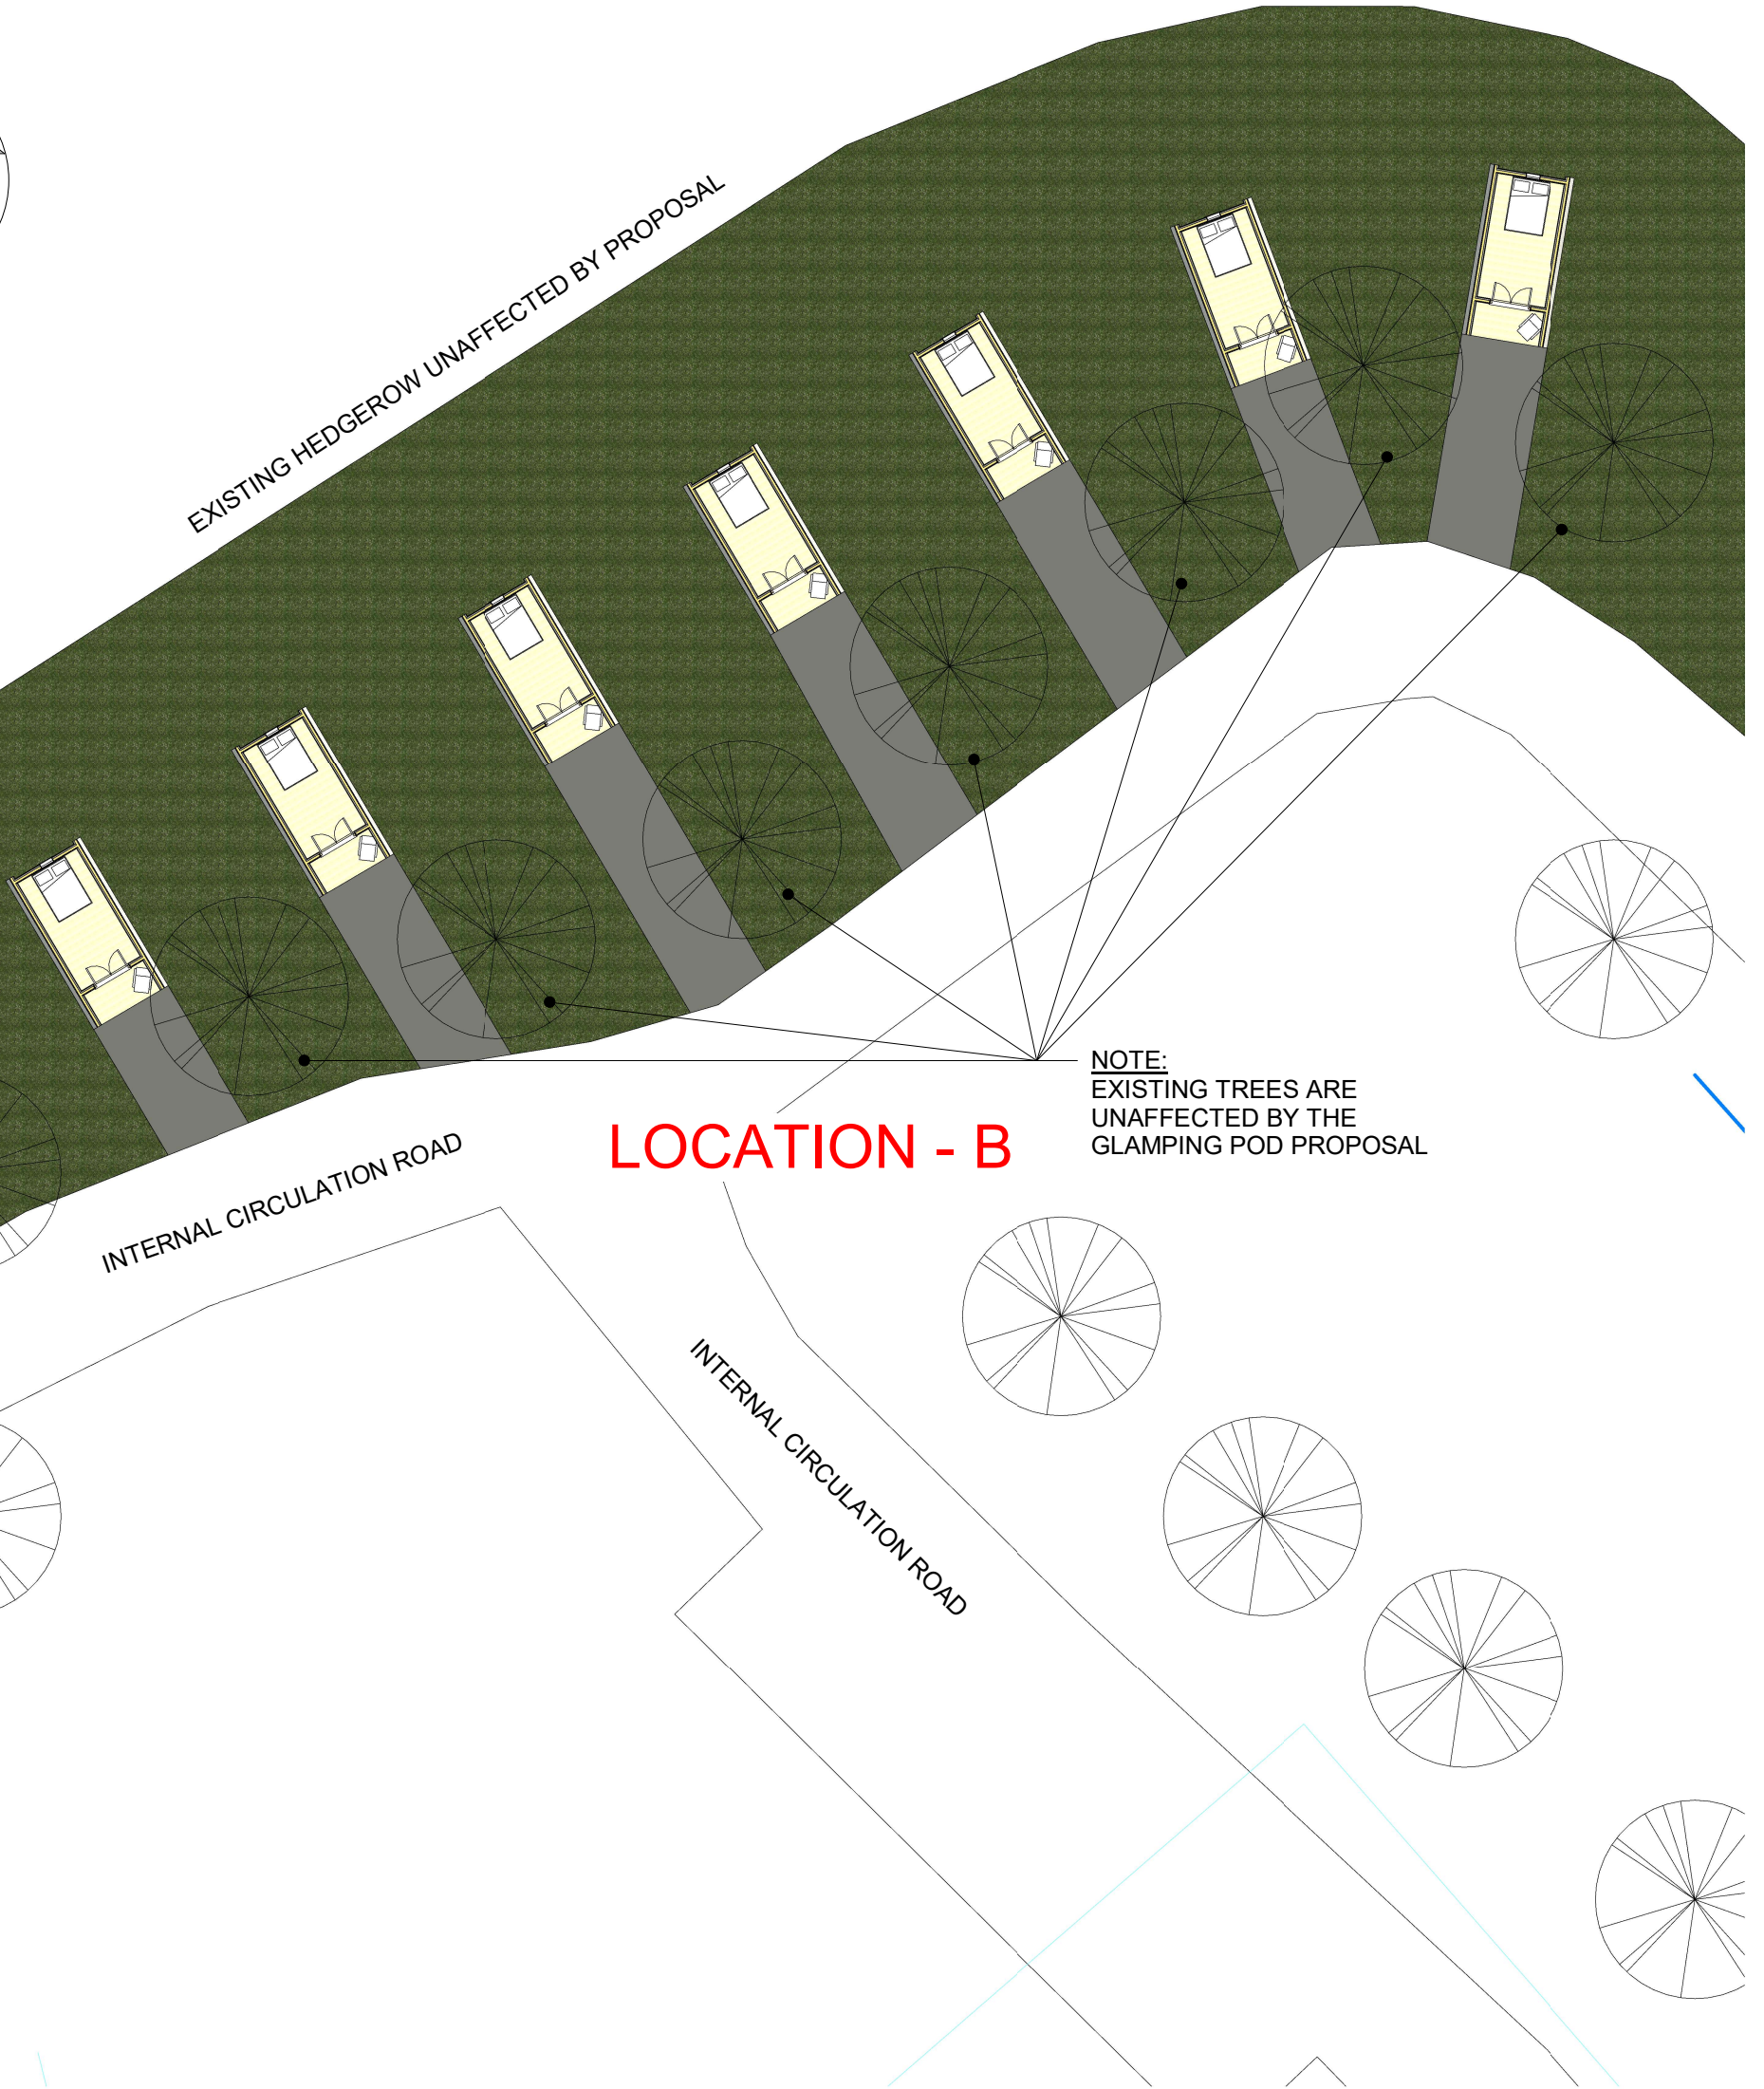 EXISTING HEDGEROW UNAFFECTED BY PROPOSAL
NOTE:
EXISTING TREES ARE
UNAFFECTED BY THE
GLAMPING POD PROPOSAL
LOCATION - B
INTERNAL CIRCULATION ROAD
INTERNAL CIRCULATION ROAD